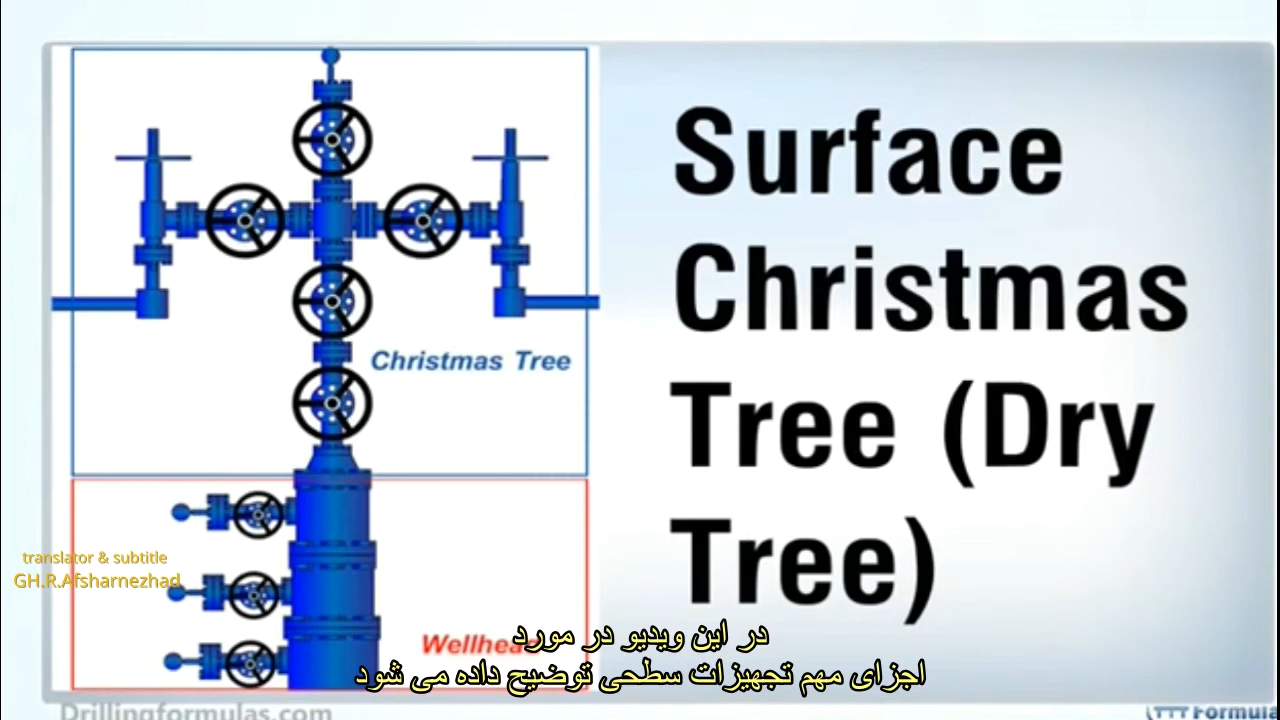 Surface
Christmas
Tree (Dry
Tree)
Christmas Tree
translator & subtitle
GH.R.Afsharnezhad
در این ویدیو در مورد
اجزای مهم تجهیزات سطحی توضیح داده می شود
Drillingformulas.com